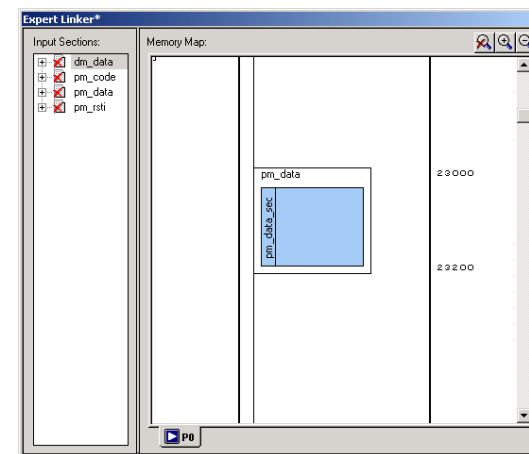 Expert Linker*
Input Sections:
dm_data
pm_code
pm_data
pm_rsti
Memory Map:
pm_data
pm_data_sec
23000
23200
P0